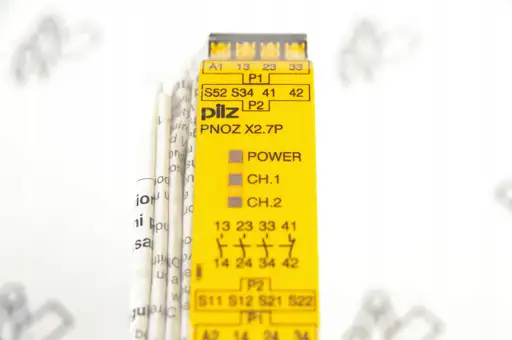 A1 13 23 33
P1
S52 S34 41 42
P2
pilz
PNOZ X2.7P
POWER
CH.1
CH.2
13 23 33 41
14 24 34 42
P2
S11 S12 S21 S22
P1
A2 14 24 34